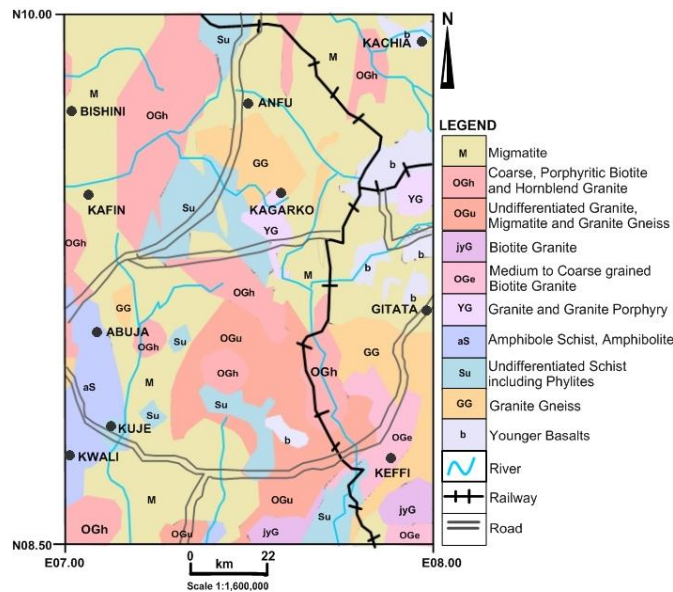 N10.00
N
Su
KACHIA
b
M
OGh
M
BISHINI
OGh
ANFU
LEGEND
GG
b
M Migmatite
OGh Coarse, Porphyritic Biotite
and Hornblend Granite
KAFIN
Su
KAGARKO
YG
OGu Undifferentiated Granite,
Migmatite and Granite Gneiss
OGh
YG
M
b
b
jyG Biotite Granite
OGe Medium to Coarse grained
Biotite Granite
OGh
b
GG
GITATA
YG Granite and Granite Porphyry
ABUJA
OGh
Su
OGu
GG
aS Amphibole Schist, Amphibolite
aS
M
OGh
OGh
Su Undifferentiated Schist
including Phylites
Su
Su
GG Granite Gneiss
KUJE
b
OGe
b Younger Basalts
KWALI
KEFFI
River
M
OGu
jyG
Railway
OGh
OGu
jyG
Su
OGe
Road
N08.50
E07.00
0
22
E08.00
km
Scale 1:1,600,000